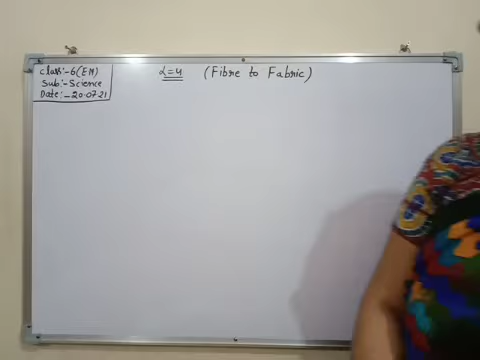 Class:-6(EM)
Sub:-Science
Date:-20.07.21
L=4 (Fibre to Fabric)